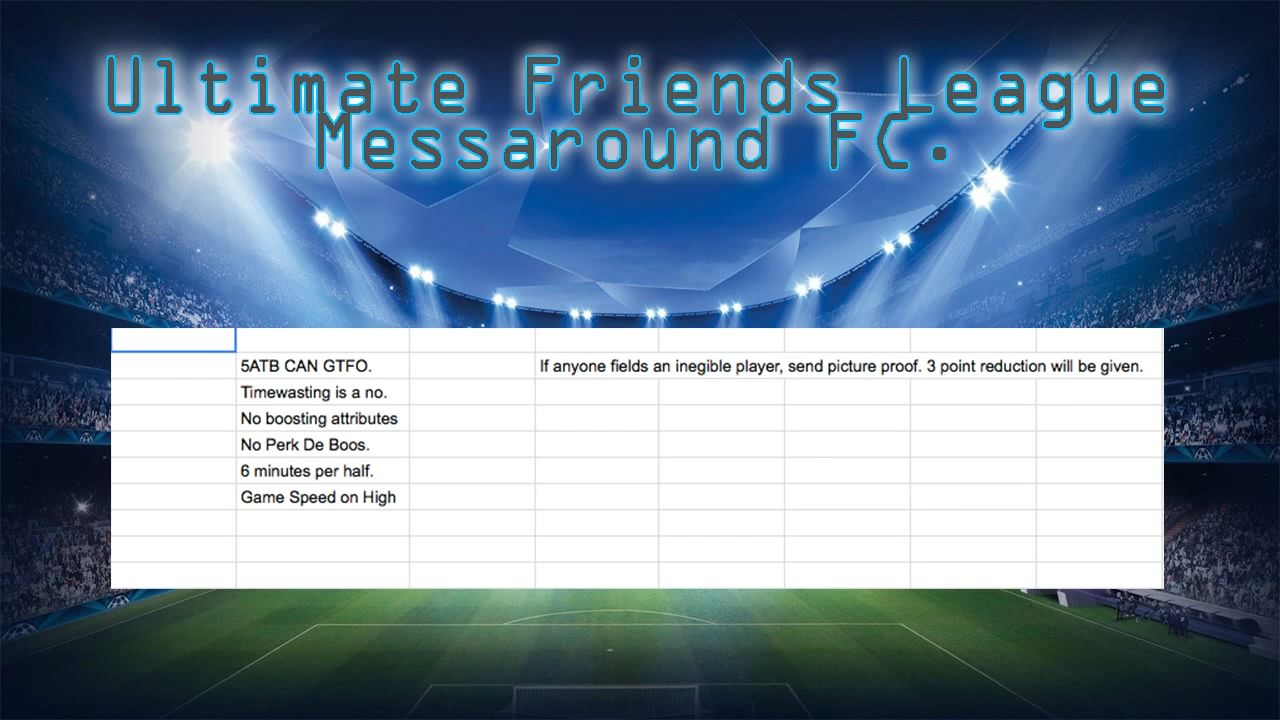 Ultimate Friends League
Messaround FC.
5ATB CAN GTFO.
If anyone fields an inegible player, send picture proof. 3 point reduction will be given.
Timewasting is a no.
No boosting attributes
No Perk De Boos.
6 minutes per half.
Game Speed on High